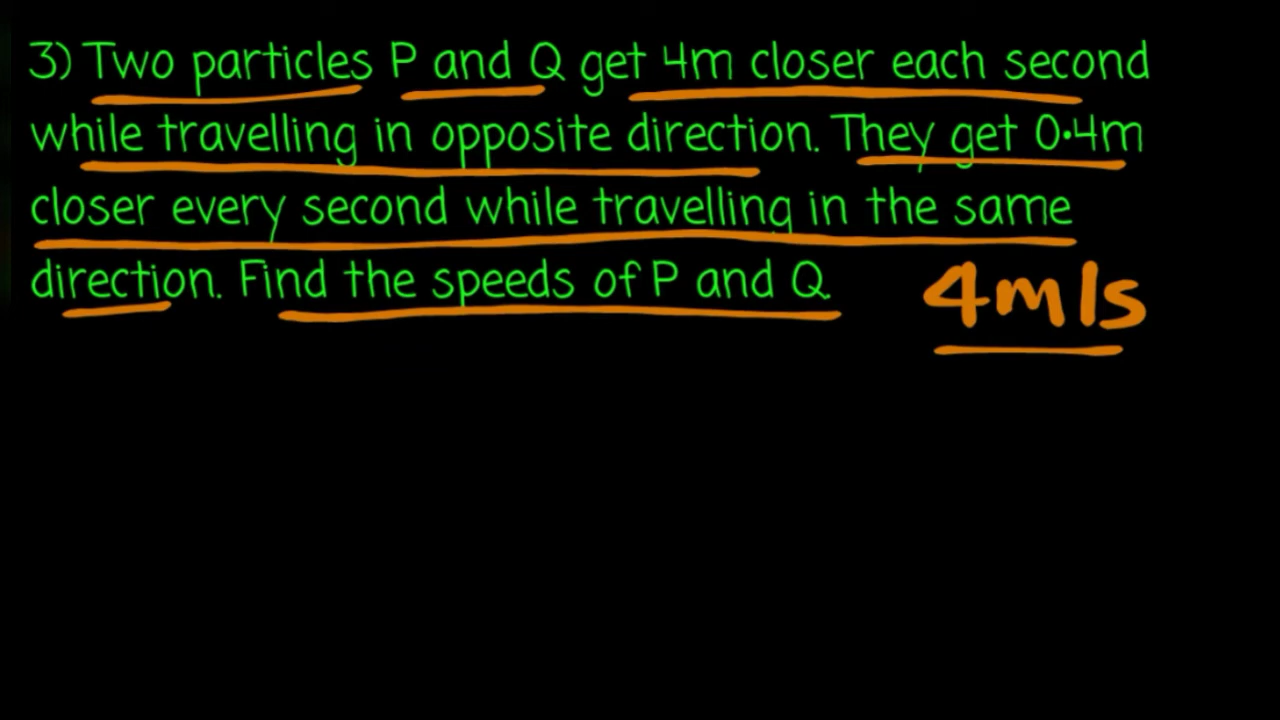 3) Two particles P and Q get 4m closer each second
while travelling in opposite direction. They get 0.4m
closer every second while travelling in the same
direction. Find the speeds of P and Q.
4m/s